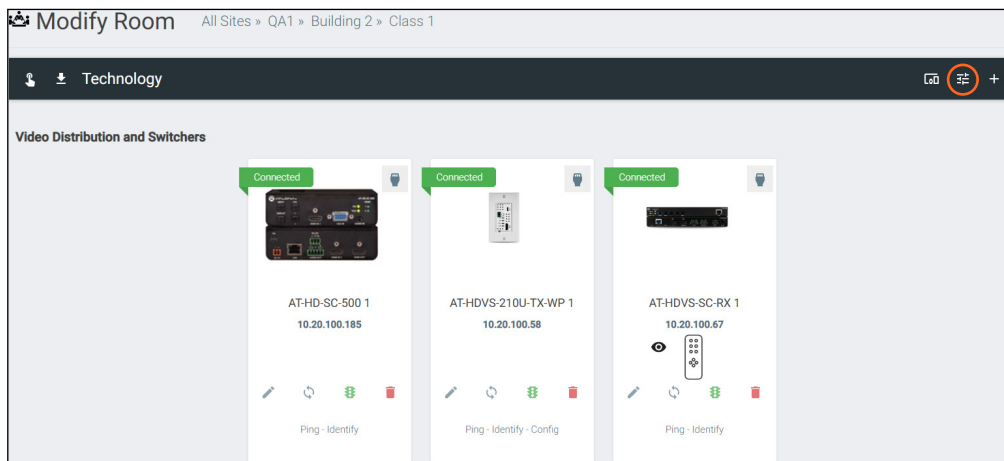 Modify Room All Sites » QA1 » Building 2 » Class 1
Technology
Video Distribution and Switchers
Connected Connected Connected
AT-HD-SC-500 1 AT-HDVS-210U-TX-WP 1 AT-HDVS-SC-RX 1
10.20.100.185 10.20.100.58 10.20.100.67
Ping - Identify Ping - Identify - Config Ping - Identify